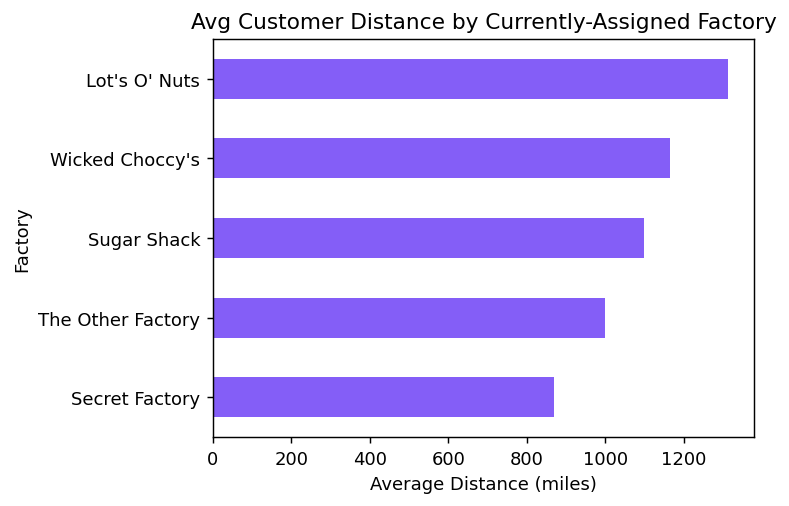 Avg Customer Distance by Currently-Assigned Factory
Factory
Lot's O' Nuts
Wicked Choccy's
Sugar Shack
The Other Factory
Secret Factory
0 200 400 600 800 1000 1200
Average Distance (miles)